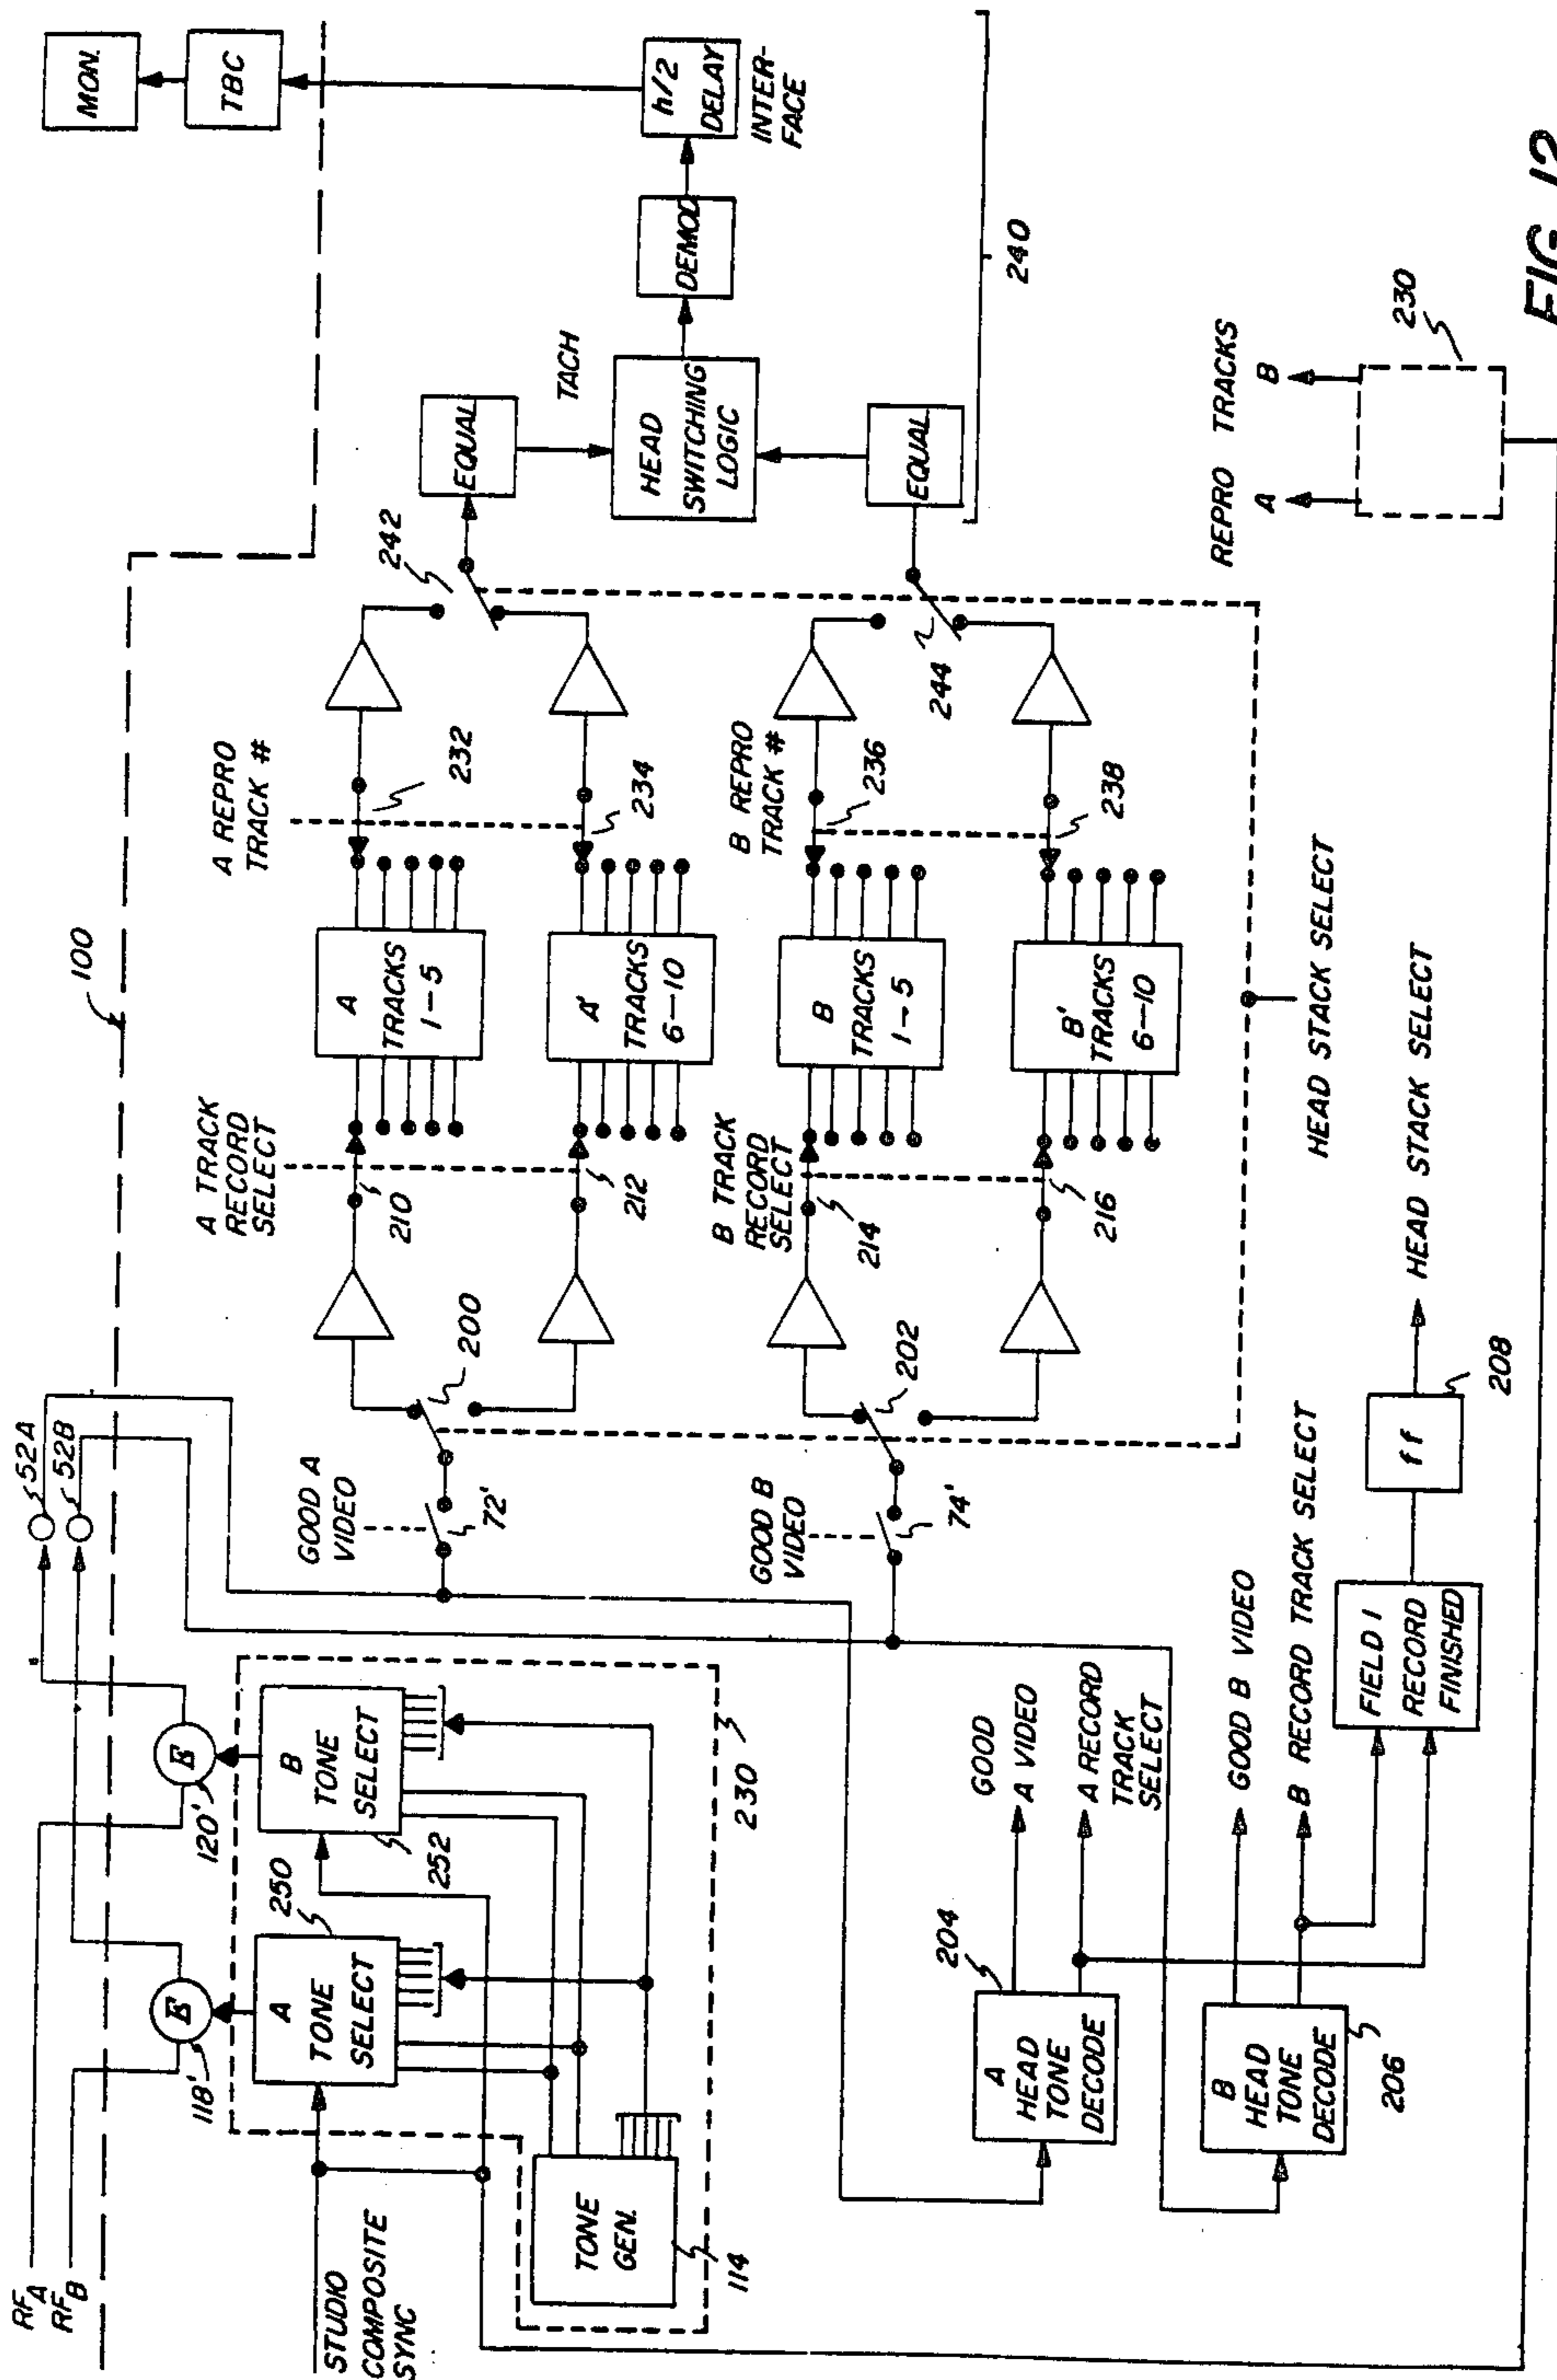 RFA
RFB
STUDIO
COMPOSITE
SYNC
118'
120'
52A
52B
100
A
TONE
SELECT
250
B
TONE
SELECT
252
TONE
GEN.
114
230
GOOD A
VIDEO
72'
200
GOOD B
VIDEO
74'
202
A TRACK
RECORD
SELECT
210
212
B TRACK
RECORD
SELECT
214
216
A
TRACKS
1-5
A'
TRACKS
6-10
B
TRACKS
1-5
B'
TRACKS
6-10
A REPRO
TRACK #
232
234
B REPRO
TRACK #
236
238
242
244
HEAD STACK SELECT
EQUAL
TACH
HEAD
SWITCHING
LOGIC
EQUAL
DEMOD
h/2
DELAY
INTER-
FACE
TBC
MON.
240
204
A
HEAD
TONE
DECODE
GOOD
A VIDEO
A RECORD
TRACK
SELECT
B
HEAD
TONE
DECODE
206
GOOD B VIDEO
B RECORD TRACK SELECT
FIELD 1
RECORD
FINISHED
ff
208
HEAD STACK SELECT
REPRO TRACKS
A B
230
FIG. 12